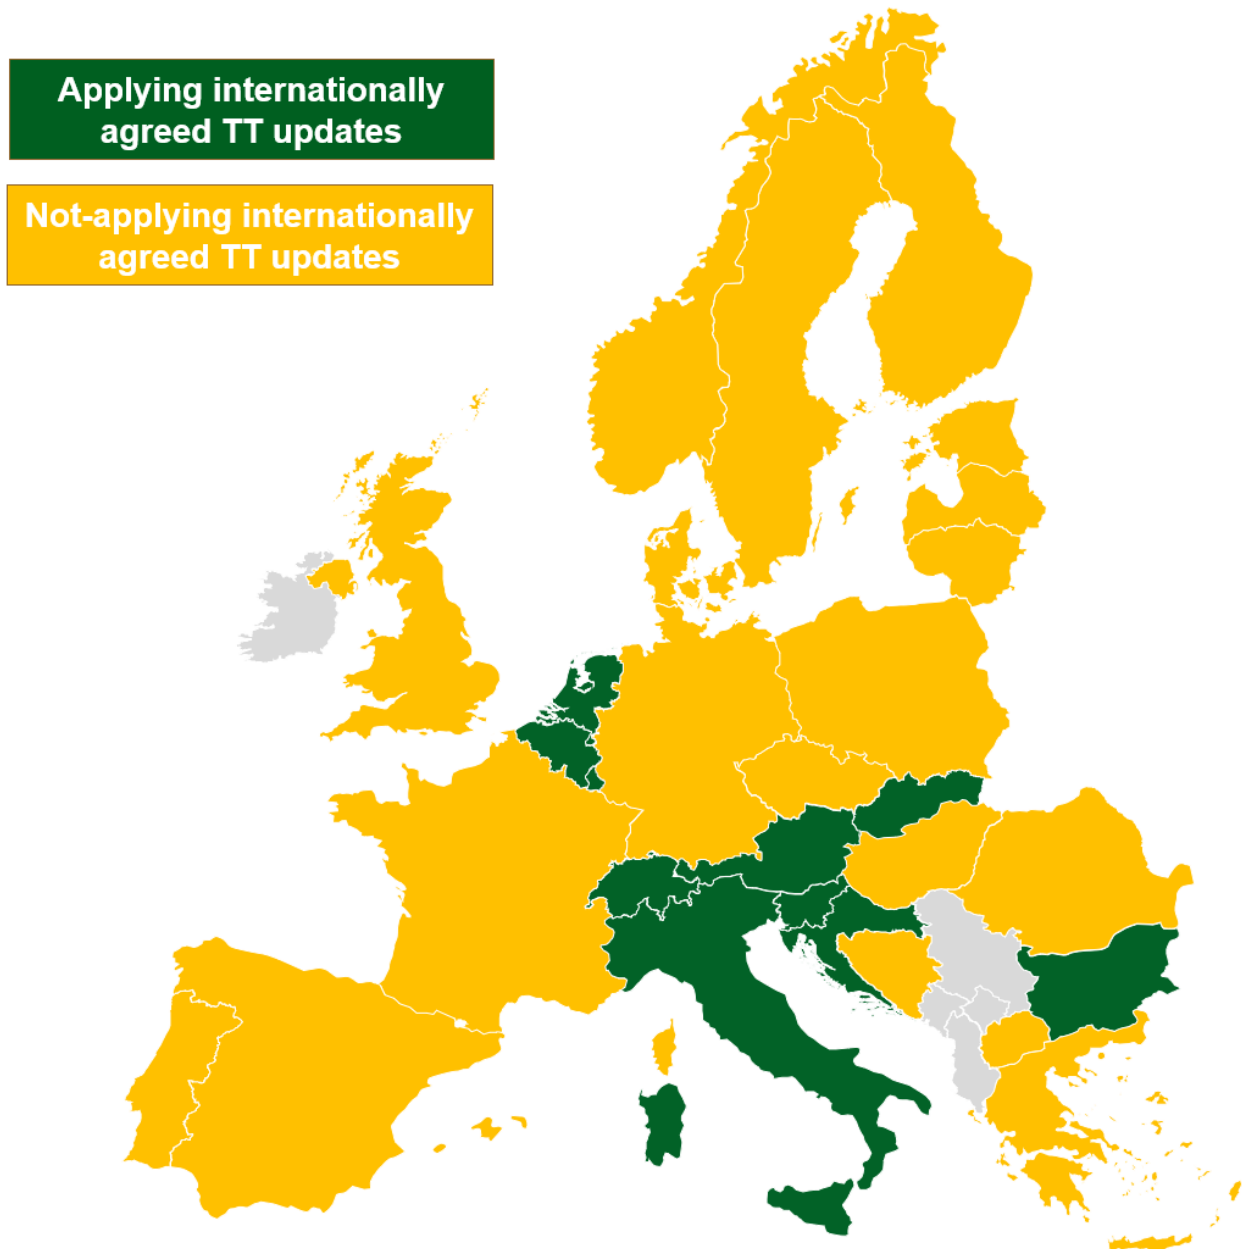 Applying internationally
agreed TT updates
Not-applying internationally
agreed TT updates